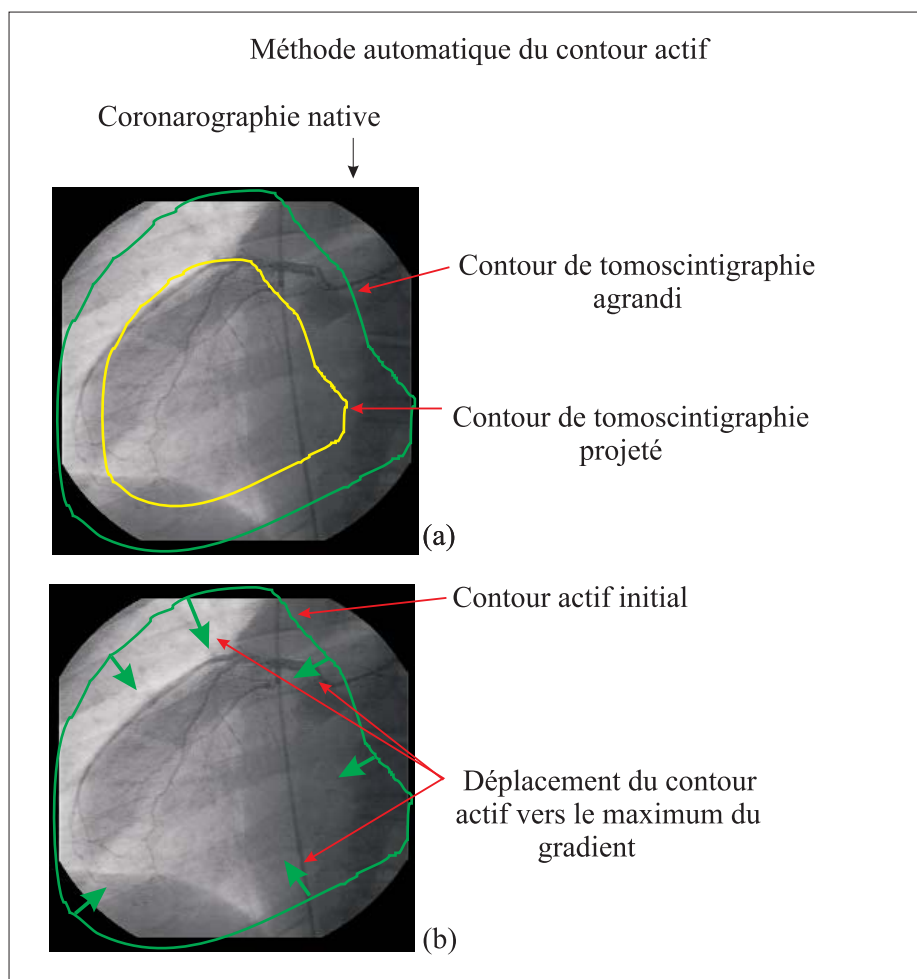 Méthode automatique du contour actif
Coronarographie native
Contour de tomoscintigraphie
agrandi
Contour de tomoscintigraphie
projeté
(a)
Contour actif initial
Déplacement du contour
actif vers le maximum du
gradient
(b)